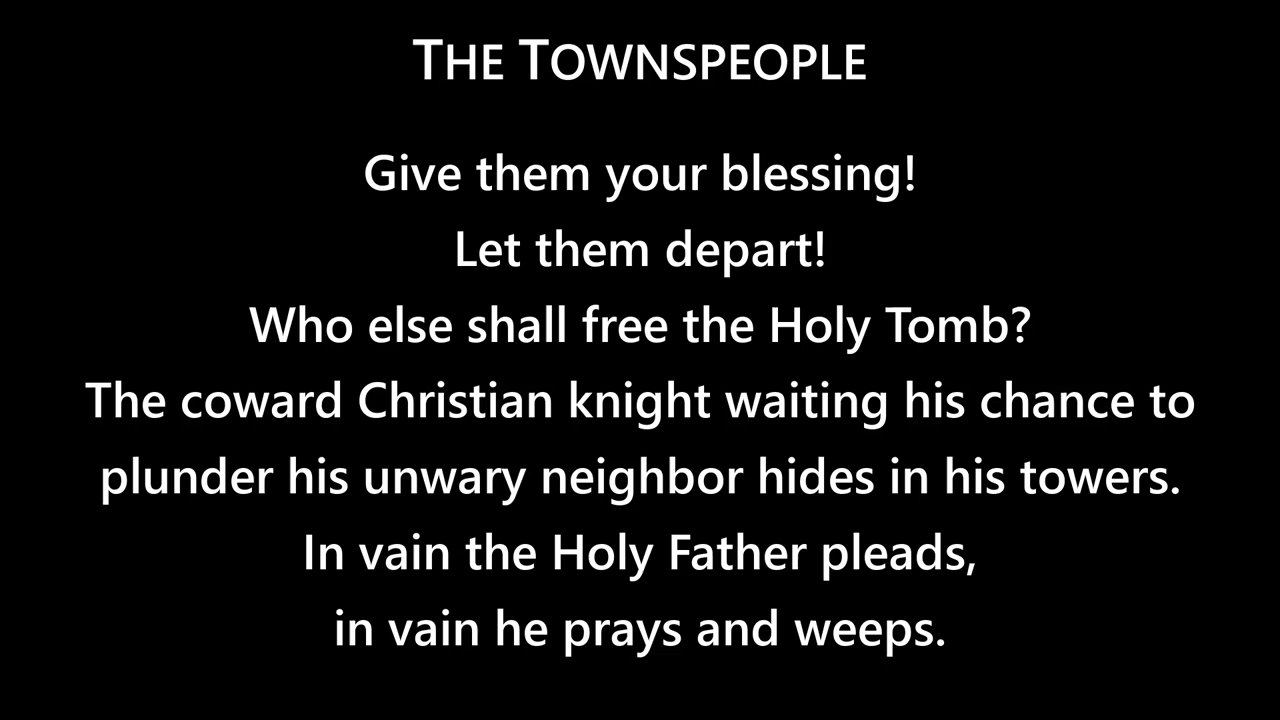 THE TOWNSPEOPLE
Give them your blessing!
Let them depart!
Who else shall free the Holy Tomb?
The coward Christian knight waiting his chance to
plunder his unwary neighbor hides in his towers.
In vain the Holy Father pleads,
in vain he prays and weeps.